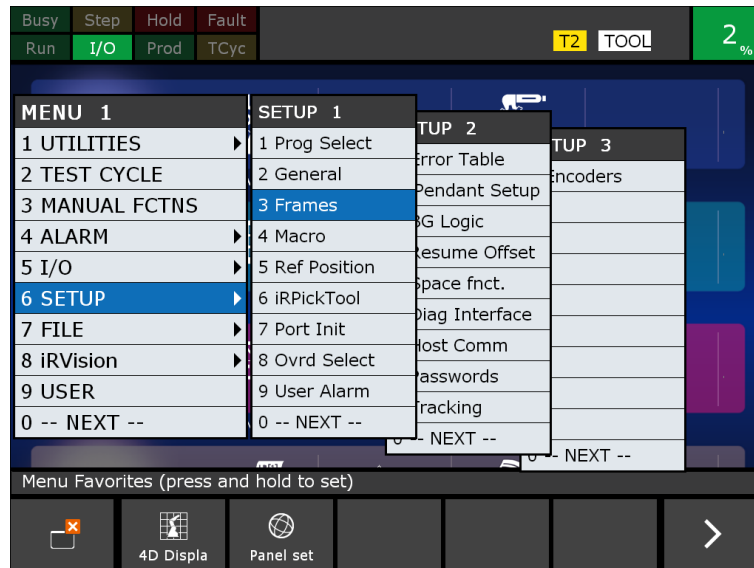 Busy Step Hold Fault
Run I/O Prod TCyc
T2 TOOL
2 %
MENU 1
1 UTILITIES
2 TEST CYCLE
3 MANUAL FCTNS
4 ALARM
5 I/O
6 SETUP
7 FILE
8 iRVision
9 USER
0 -- NEXT --
SETUP 1
1 Prog Select
2 General
3 Frames
4 Macro
5 Ref Position
6 iRPickTool
7 Port Init
8 Ovrd Select
9 User Alarm
0 -- NEXT --
TUP 2
Error Table
Pendant Setup
BG Logic
Resume Offset
Space fnct.
Diag Interface
Host Comm
Passwords
Tracking
0 -- NEXT --
TUP 3
Encoders
0 -- NEXT --
Menu Favorites (press and hold to set)
4D Displa
Panel set